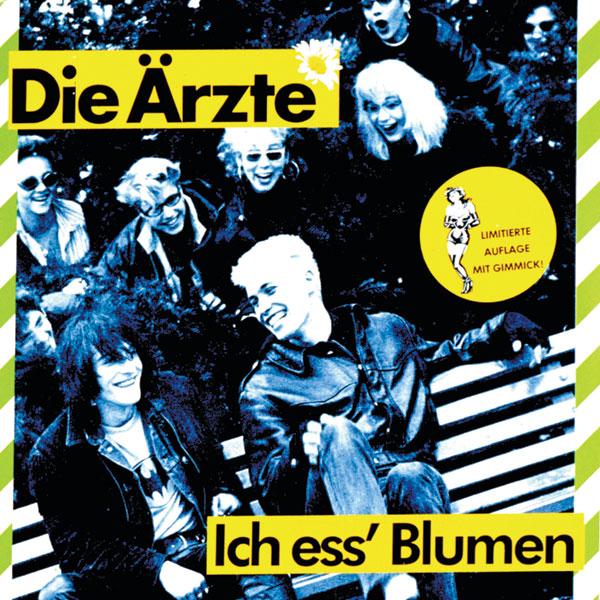 Die Ärzte
LIMITIERTE
AUFLAGE
MIT GIMMICK!
Ich ess' Blumen